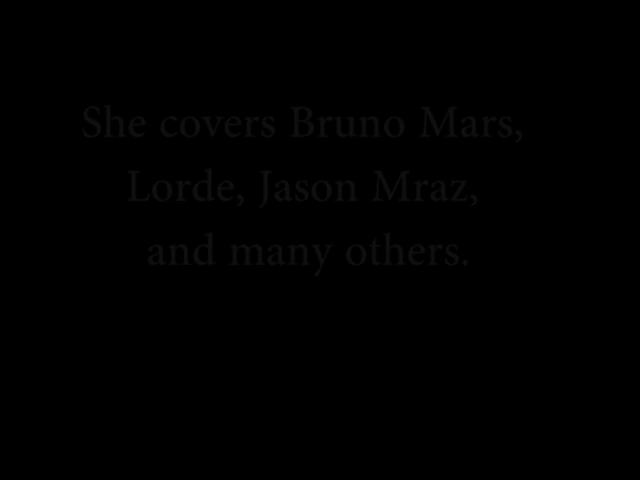 She covers Bruno Mars,
Lorde, Jason Mraz,
and many others.